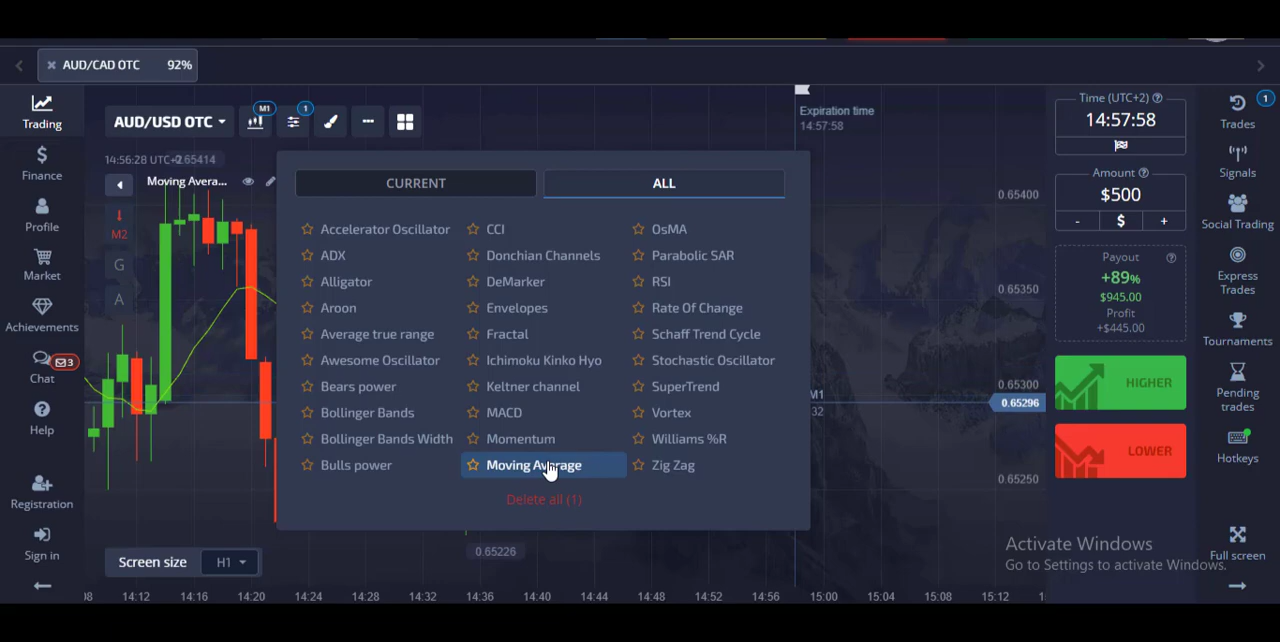 AUD/CAD OTC 92%
Trading
Finance
Profile
Market
Achievements
Chat
3
Help
Registration
Sign in
AUD/USD OTC
M1
1
14:56:28 UTC+2
0.65414
Moving Avera...
M2
G
A
Expiration time
14:57:58
CURRENT
ALL
Accelerator Oscillator
ADX
Alligator
Aroon
Average true range
Awesome Oscillator
Bears power
Bollinger Bands
Bollinger Bands Width
Bulls power
CCI
Donchian Channels
DeMarker
Envelopes
Fractal
Ichimoku Kinko Hyo
Keltner channel
MACD
Momentum
Moving Average
OsMA
Parabolic SAR
RSI
Rate Of Change
Schaff Trend Cycle
Stochastic Oscillator
SuperTrend
Vortex
Williams %R
Zig Zag
Delete all (1)
M1
32
0.65400
0.65350
0.65300
0.65296
0.65250
0.65226
Screen size H1
14:12 14:16 14:20 14:24 14:28 14:32 14:36 14:40 14:44 14:48 14:52 14:56 15:00 15:04 15:08 15:12
Time (UTC+2)
14:57:58
Amount
$500
- $ +
Payout
+89%
$945.00
Profit
+$445.00
HIGHER
LOWER
1
Trades
Signals
Social Trading
Express
Trades
Tournaments
Pending
trades
Hotkeys
Full screen
Activate Windows
Go to Settings to activate Windows.